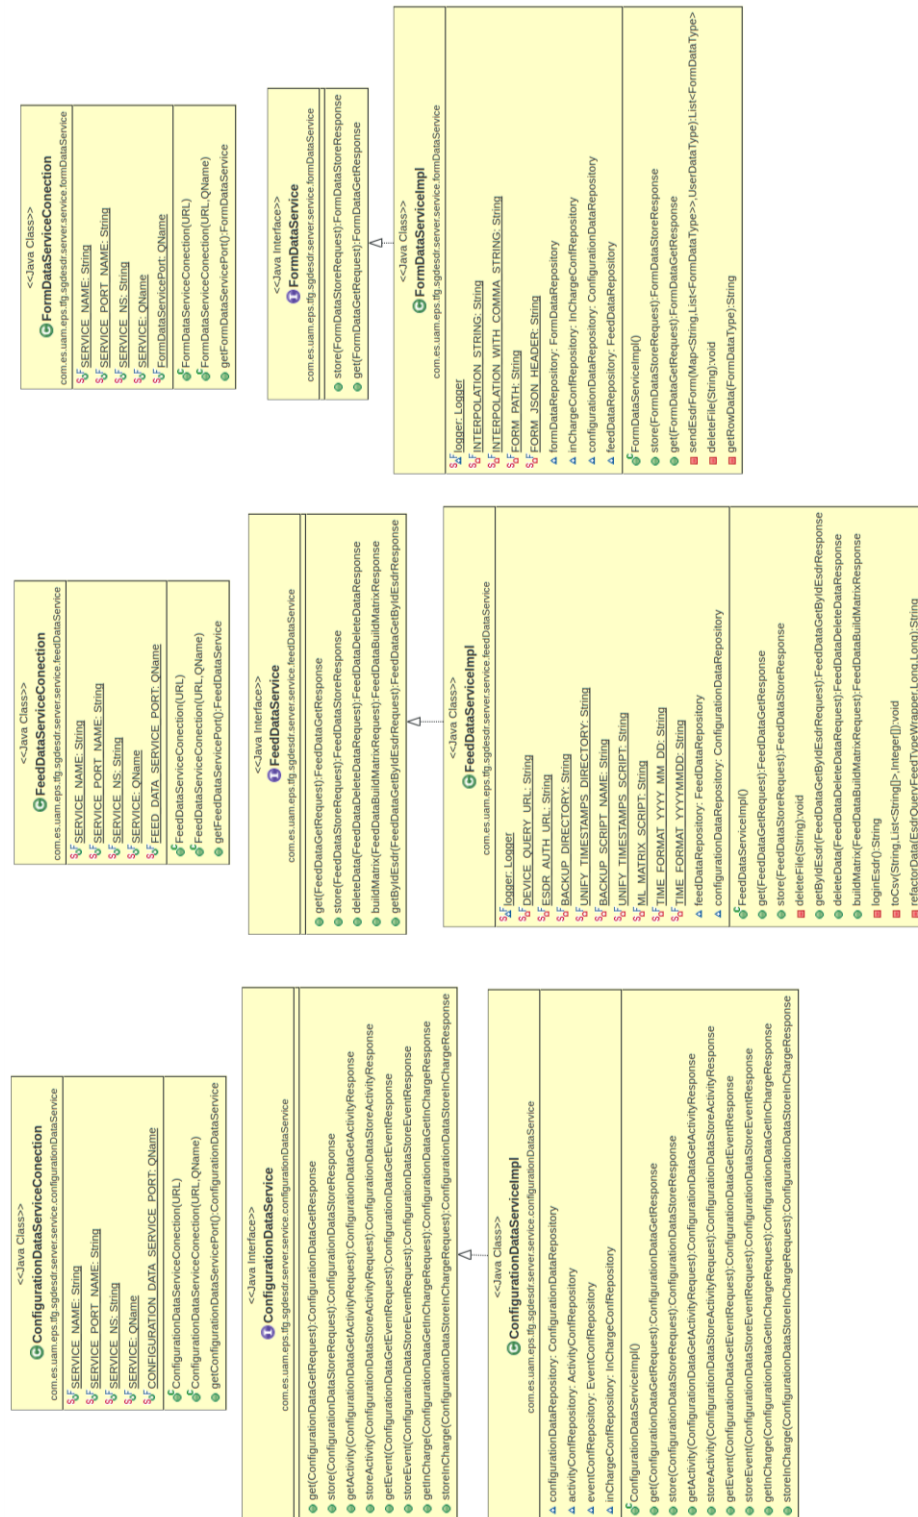 <<Java Class>>
ConfigurationDataServiceConection
com.es.uam.eps.tfg.sgdesdr.server.service.configurationDataService
SERVICE_NAME: String
SERVICE_PORT_NAME: String
SERVICE_NS: String
SERVICE: QName
CONFIGURATION_DATA_SERVICE_PORT: QName
ConfigurationDataServiceConection(URL)
ConfigurationDataServiceConection(URL,QName)
getConfigurationDataServicePort():ConfigurationDataService
<<Java Interface>>
ConfigurationDataService
com.es.uam.eps.tfg.sgdesdr.server.service.configurationDataService
get(ConfigurationDataGetRequest):ConfigurationDataGetResponse
store(ConfigurationDataStoreRequest):ConfigurationDataStoreResponse
getActivity(ConfigurationDataGetActivityRequest):ConfigurationDataGetActivityResponse
storeActivity(ConfigurationDataStoreActivityRequest):ConfigurationDataStoreActivityResponse
getEvent(ConfigurationDataGetEventRequest):ConfigurationDataGetEventResponse
storeEvent(ConfigurationDataStoreEventRequest):ConfigurationDataStoreEventResponse
getInCharge(ConfigurationDataGetInChargeRequest):ConfigurationDataGetInChargeResponse
storeInCharge(ConfigurationDataStoreInChargeRequest):ConfigurationDataStoreInChargeResponse
<<Java Class>>
ConfigurationDataServiceImpl
com.es.uam.eps.tfg.sgdesdr.server.service.configurationDataService
configurationDataRepository: ConfigurationDataRepository
activityConfRepository: ActivityConfRepository
eventConfRepository: EventConfRepository
inChargeConfRepository: InChargeConfRepository
ConfigurationDataServiceImpl()
get(ConfigurationDataGetRequest):ConfigurationDataGetResponse
store(ConfigurationDataStoreRequest):ConfigurationDataStoreResponse
getActivity(ConfigurationDataGetActivityRequest):ConfigurationDataGetActivityResponse
storeActivity(ConfigurationDataStoreActivityRequest):ConfigurationDataStoreActivityResponse
getEvent(ConfigurationDataGetEventRequest):ConfigurationDataGetEventResponse
storeEvent(ConfigurationDataStoreEventRequest):ConfigurationDataStoreEventResponse
getInCharge(ConfigurationDataGetInChargeRequest):ConfigurationDataGetInChargeResponse
storeInCharge(ConfigurationDataStoreInChargeRequest):ConfigurationDataStoreInChargeResponse
<<Java Class>>
FeedDataServiceConection
com.es.uam.eps.tfg.sgdesdr.server.service.feedDataService
SERVICE_NAME: String
SERVICE_PORT_NAME: String
SERVICE_NS: String
SERVICE: QName
FEED_DATA_SERVICE_PORT: QName
FeedDataServiceConection(URL)
FeedDataServiceConection(URL,QName)
getFeedDataServicePort():FeedDataService
<<Java Interface>>
FeedDataService
com.es.uam.eps.tfg.sgdesdr.server.service.feedDataService
get(FeedDataGetRequest):FeedDataGetResponse
store(FeedDataStoreRequest):FeedDataStoreResponse
deleteData(FeedDataDeleteDataRequest):FeedDataDeleteDataResponse
buildMatrix(FeedDataBuildMatrixRequest):FeedDataBuildMatrixResponse
getByIdEsdr(FeedDataGetByIdEsdrRequest):FeedDataGetByIdEsdrResponse
<<Java Class>>
FeedDataServiceImpl
com.es.uam.eps.tfg.sgdesdr.server.service.feedDataService
logger: Logger
DEVICE_QUERY_URL: String
ESDR_AUTH_URL: String
BACKUP_DIRECTORY: String
UNIFY_TIMESTAMPS_DIRECTORY: String
BACKUP_SCRIPT_NAME: String
UNIFY_TIMESTAMPS_SCRIPT: String
ML_MATRIX_SCRIPT: String
TIME_FORMAT_YYYY_MM_DD: String
TIME_FORMAT_YYYYMMDD: String
feedDataRepository: FeedDataRepository
configurationDataRepository: ConfigurationDataRepository
FeedDataServiceImpl()
get(FeedDataGetRequest):FeedDataGetResponse
store(FeedDataStoreRequest):FeedDataStoreResponse
deleteFile(String):void
getByIdEsdr(FeedDataGetByIdEsdrRequest):FeedDataGetByIdEsdrResponse
deleteData(FeedDataDeleteDataRequest):FeedDataDeleteDataResponse
buildMatrix(FeedDataBuildMatrixRequest):FeedDataBuildMatrixResponse
loginEsdr():String
toCsv(String,List<String[]>,Integer[]):void
refactorData(EsdrQueryFeedTypeWrapper,Long,Long):String
<<Java Class>>
FormDataServiceConection
com.es.uam.eps.tfg.sgdesdr.server.service.formDataService
SERVICE_NAME: String
SERVICE_PORT_NAME: String
SERVICE_NS: String
SERVICE: QName
FormDataServicePort: QName
FormDataServiceConection(URL)
FormDataServiceConection(URL,QName)
getFormDataServicePort():FormDataService
<<Java Interface>>
FormDataService
com.es.uam.eps.tfg.sgdesdr.server.service.formDataService
store(FormDataStoreRequest):FormDataStoreResponse
get(FormDataGetRequest):FormDataGetResponse
<<Java Class>>
FormDataServiceImpl
com.es.uam.eps.tfg.sgdesdr.server.service.formDataService
logger: Logger
INTERPOLATION_STRING: String
INTERPOLATION_WITH_COMMA_STRING: String
FORM_PATH: String
FORM_JSON_HEADER: String
formDataRepository: FormDataRepository
inChargeConfRepository: InChargeConfRepository
configurationDataRepository: ConfigurationDataRepository
feedDataRepository: FeedDataRepository
FormDataServiceImpl()
store(FormDataStoreRequest):FormDataStoreResponse
get(FormDataGetRequest):FormDataGetResponse
sendEsdrForm(Map<String,List<FormDataType>>,UserDataType):List<FormDataType>
deleteFile(String):void
getRowData(FormDataType):String